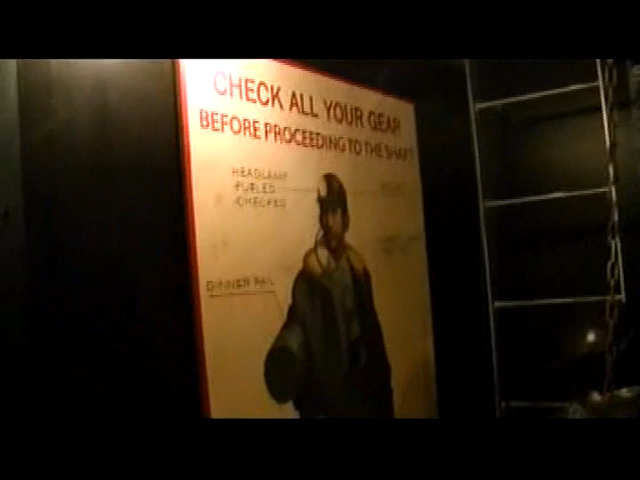 CHECK ALL YOUR GEAR
BEFORE PROCEEDING TO THE SHAFT
HEADLAMP
FUELED
CHECKED
DINNER PAIL